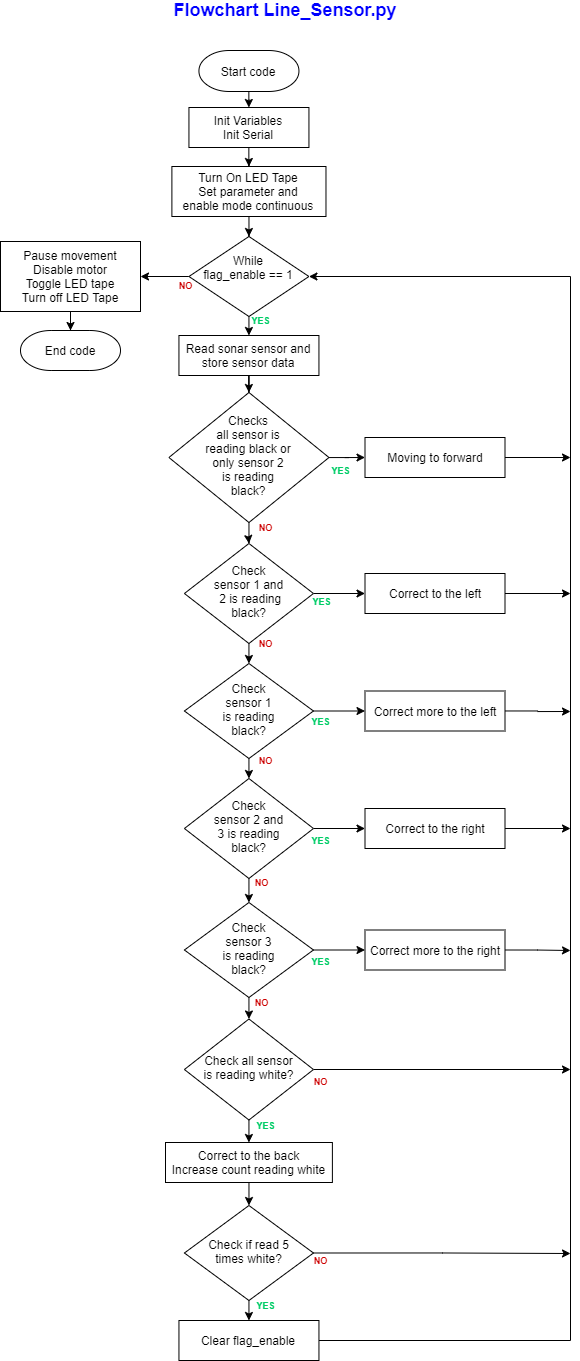 Flowchart Line_Sensor.py
Start code
Init Variables
Init Serial
Turn On LED Tape
Set parameter and
enable mode continuous
While
flag_enable == 1
NO
YES
Pause movement
Disable motor
Toggle LED tape
Turn off LED Tape
End code
Read sonar sensor and
store sensor data
Checks
all sensor is
reading black or
only sensor 2
is reading
black?
YES
Moving to forward
NO
Check
sensor 1 and
2 is reading
black?
YES
Correct to the left
NO
Check
sensor 1
is reading
black?
YES
Correct more to the left
NO
Check
sensor 2 and
3 is reading
black?
YES
Correct to the right
NO
Check
sensor 3
is reading
black?
YES
Correct more to the right
NO
Check all sensor
is reading white?
NO
YES
Correct to the back
Increase count reading white
Check if read 5
times white?
NO
YES
Clear flag_enable